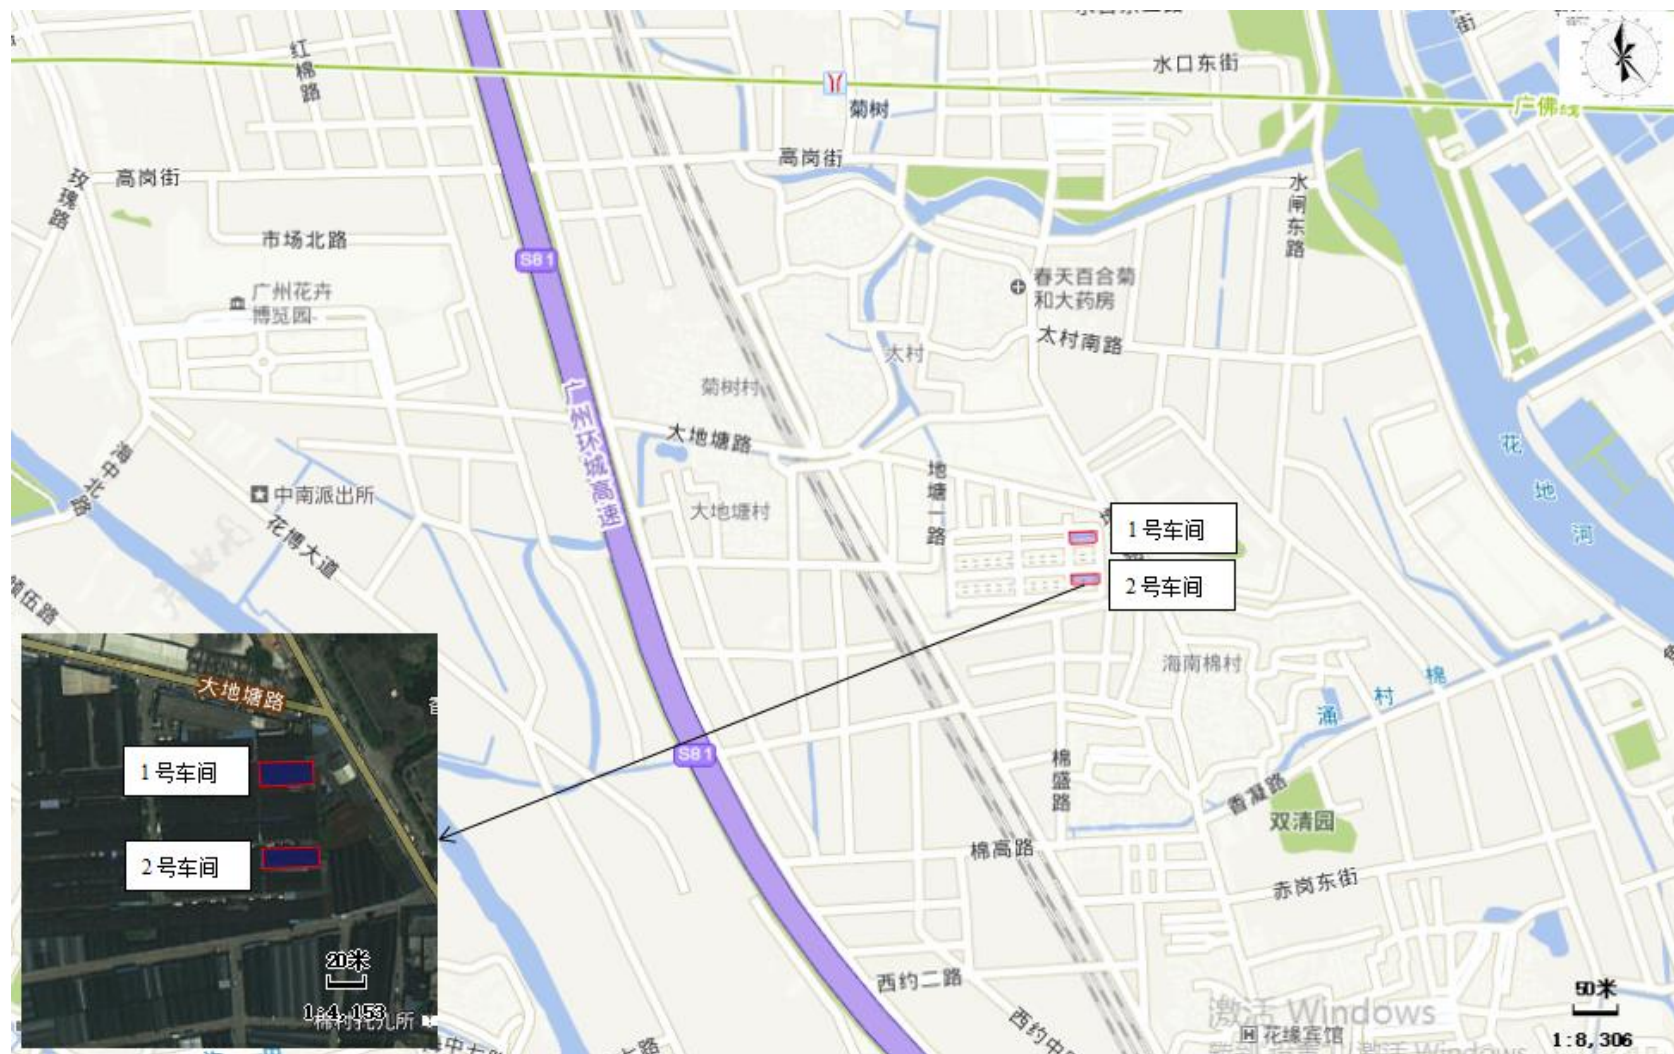 红棉路
水口东街
菊树
广佛线
高岗街
高岗街
玫瑰路
水闸东路
市场北路
S81
广州花卉
博览园
春天百合菊
和大药房
太村南路
太村
菊树村
广州环城高速
大地塘路
海中北路
中南派出所
花博大道
大地塘村
地塘一路
花地河
1号车间
2号车间
海南棉村
棉村涌
S81
大地塘路
1号车间
2号车间
20米
1:4,153
棉盛路
香凝路
双清园
棉高路
赤岗东街
西约二路
50米
1:8,306
激活 Windows
花缘宾馆